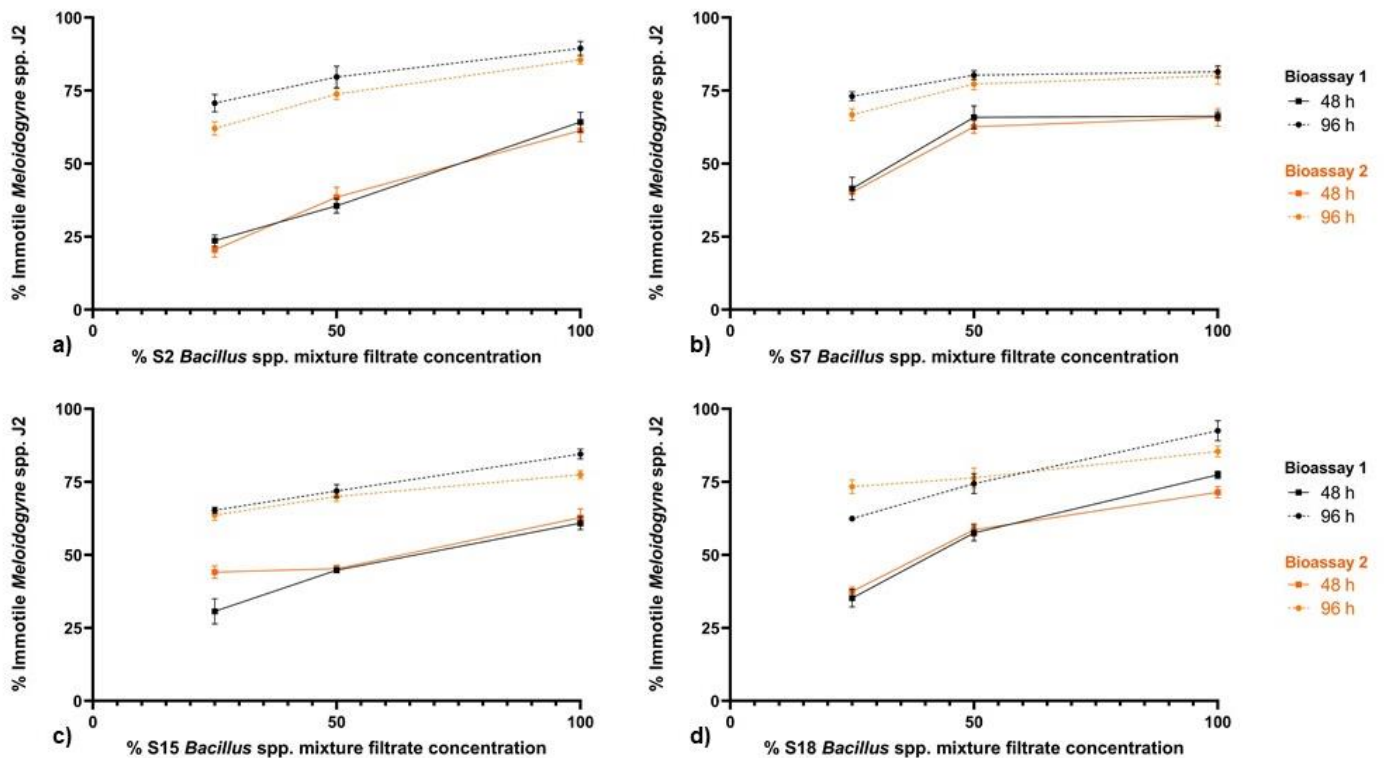 100
75
50
25
0
% Immotile Meloidogyne spp. J2
0
50
100
a)
% S2 Bacillus spp. mixture filtrate concentration
100
75
50
25
0
% Immotile Meloidogyne spp. J2
0
50
100
b)
% S7 Bacillus spp. mixture filtrate concentration
Bioassay 1
48 h
96 h
Bioassay 2
48 h
96 h
100
75
50
25
0
% Immotile Meloidogyne spp. J2
0
50
100
c)
% S15 Bacillus spp. mixture filtrate concentration
100
75
50
25
0
% Immotile Meloidogyne spp. J2
0
50
100
d)
% S18 Bacillus spp. mixture filtrate concentration
Bioassay 1
48 h
96 h
Bioassay 2
48 h
96 h